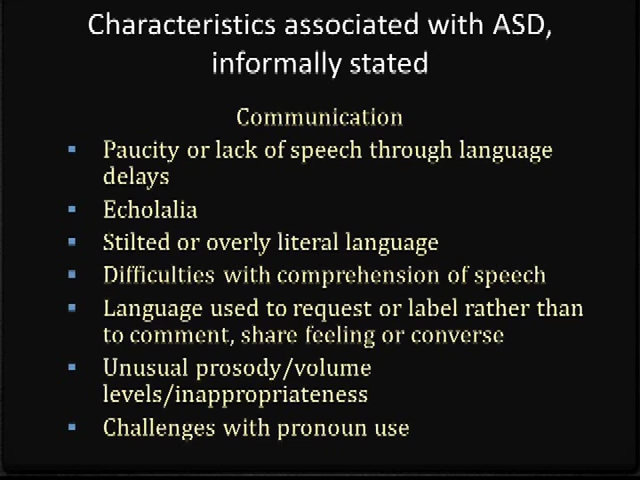 Characteristics associated with ASD,
informally stated
Communication
▪ Paucity or lack of speech through language
delays
▪ Echolalia
▪ Stilted or overly literal language
▪ Difficulties with comprehension of speech
▪ Language used to request or label rather than
to comment, share feeling or converse
▪ Unusual prosody/volume
levels/inappropriateness
▪ Challenges with pronoun use